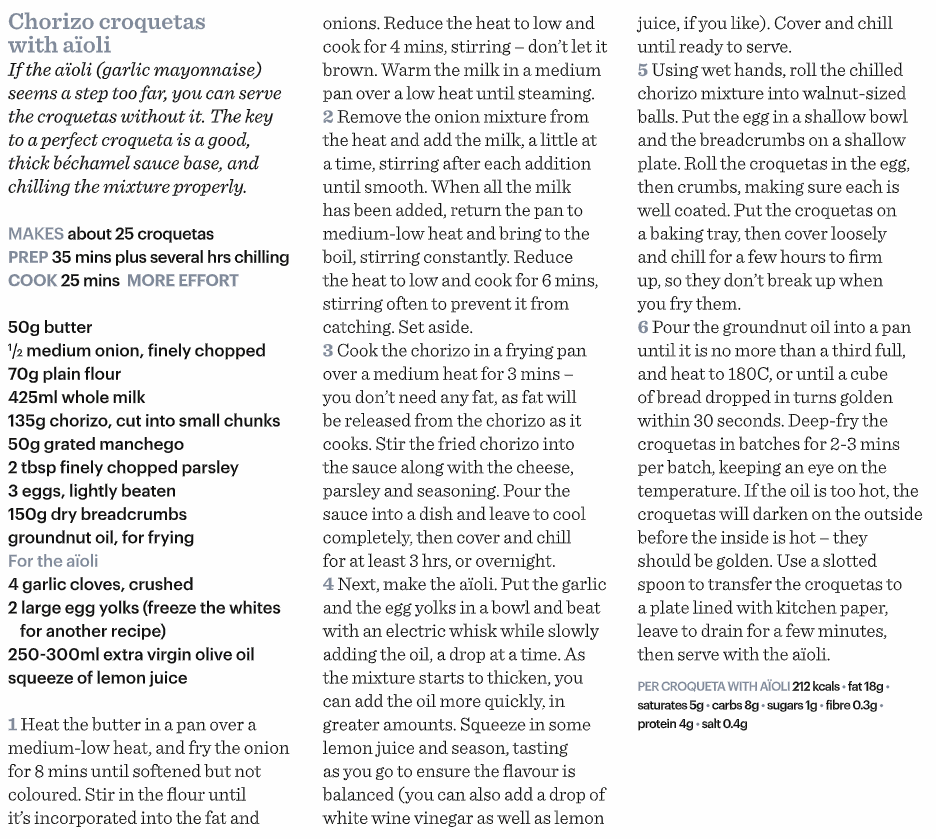 Chorizo croquetas
with aïoli
If the aïoli (garlic mayonnaise)
seems a step too far, you can serve
the croquetas without it. The key
to a perfect croqueta is a good,
thick béchamel sauce base, and
chilling the mixture properly.
MAKES about 25 croquetas
PREP 35 mins plus several hrs chilling
COOK 25 mins MORE EFFORT
50g butter
1/2 medium onion, finely chopped
70g plain flour
425ml whole milk
135g chorizo, cut into small chunks
50g grated manchego
2 tbsp finely chopped parsley
3 eggs, lightly beaten
150g dry breadcrumbs
groundnut oil, for frying
For the aïoli
4 garlic cloves, crushed
2 large egg yolks (freeze the whites
for another recipe)
250-300ml extra virgin olive oil
squeeze of lemon juice
1 Heat the butter in a pan over a
medium-low heat, and fry the onion
for 8 mins until softened but not
coloured. Stir in the flour until
it's incorporated into the fat and
onions. Reduce the heat to low and
cook for 4 mins, stirring – don't let it
brown. Warm the milk in a medium
pan over a low heat until steaming.
2 Remove the onion mixture from
the heat and add the milk, a little at
a time, stirring after each addition
until smooth. When all the milk
has been added, return the pan to
medium-low heat and bring to the
boil, stirring constantly. Reduce
the heat to low and cook for 6 mins,
stirring often to prevent it from
catching. Set aside.
3 Cook the chorizo in a frying pan
over a medium heat for 3 mins –
you don't need any fat, as fat will
be released from the chorizo as it
cooks. Stir the fried chorizo into
the sauce along with the cheese,
parsley and seasoning. Pour the
sauce into a dish and leave to cool
completely, then cover and chill
for at least 3 hrs, or overnight.
4 Next, make the aïoli. Put the garlic
and the egg yolks in a bowl and beat
with an electric whisk while slowly
adding the oil, a drop at a time. As
the mixture starts to thicken, you
can add the oil more quickly, in
greater amounts. Squeeze in some
lemon juice and season, tasting
as you go to ensure the flavour is
balanced (you can also add a drop of
white wine vinegar as well as lemon
juice, if you like). Cover and chill
until ready to serve.
5 Using wet hands, roll the chilled
chorizo mixture into walnut-sized
balls. Put the egg in a shallow bowl
and the breadcrumbs on a shallow
plate. Roll the croquetas in the egg,
then crumbs, making sure each is
well coated. Put the croquetas on
a baking tray, then cover loosely
and chill for a few hours to firm
up, so they don't break up when
you fry them.
6 Pour the groundnut oil into a pan
until it is no more than a third full,
and heat to 180C, or until a cube
of bread dropped in turns golden
within 30 seconds. Deep-fry the
croquetas in batches for 2-3 mins
per batch, keeping an eye on the
temperature. If the oil is too hot, the
croquetas will darken on the outside
before the inside is hot – they
should be golden. Use a slotted
spoon to transfer the croquetas to
a plate lined with kitchen paper,
leave to drain for a few minutes,
then serve with the aïoli.
PER CROQUETA WITH AÏOLI 212 kcals • fat 18g •
saturates 5g • carbs 8g • sugars 1g • fibre 0.3g •
protein 4g • salt 0.4g